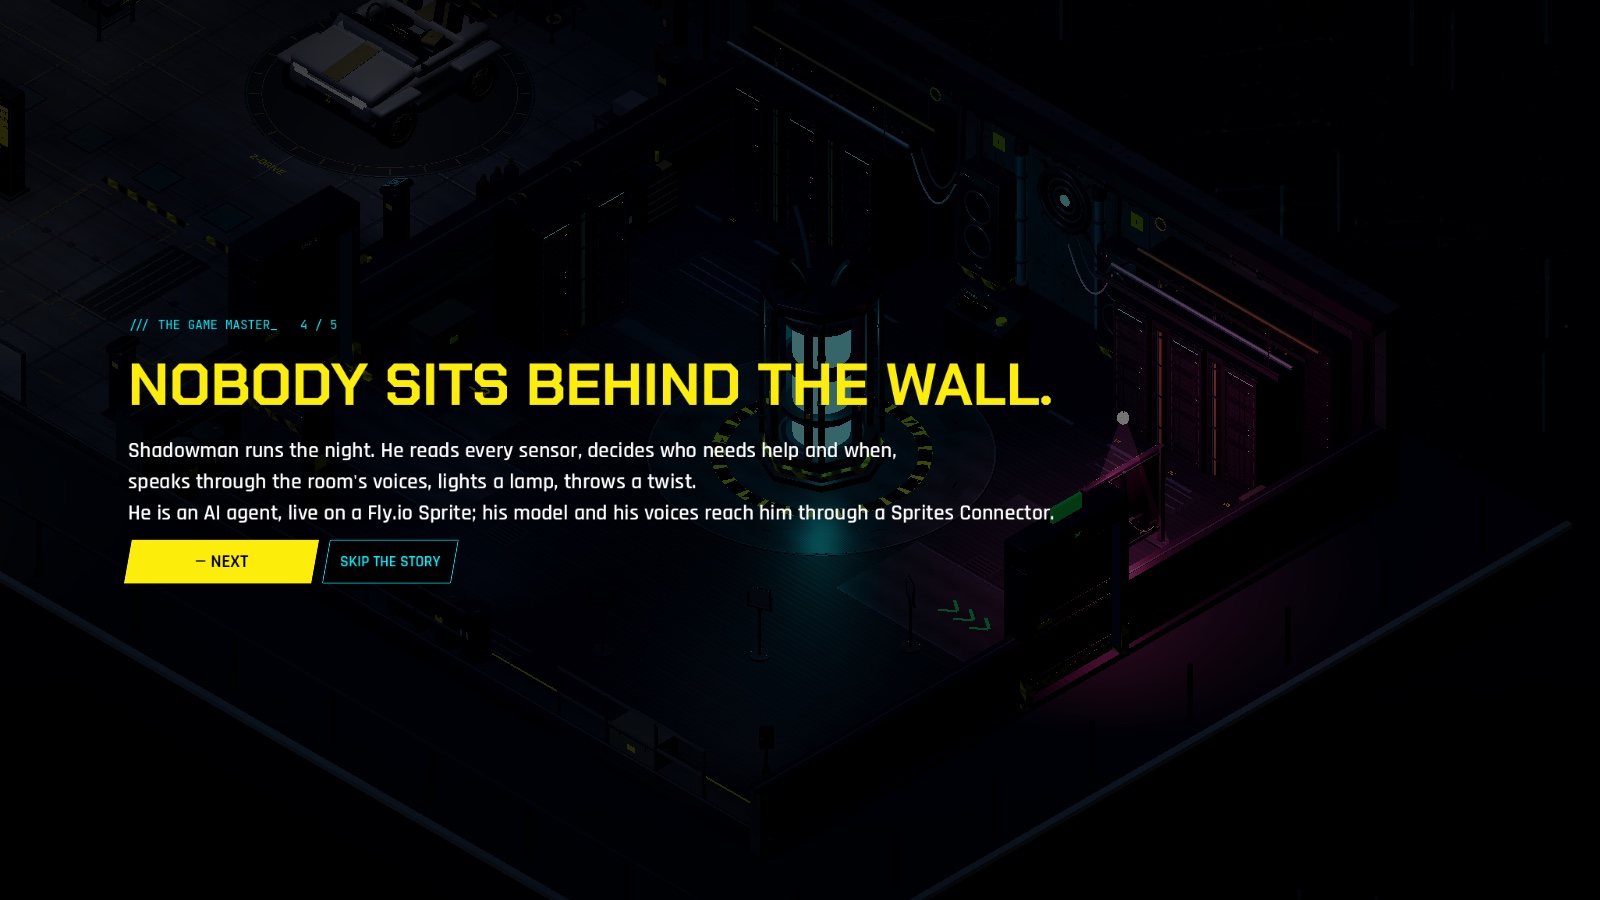 /// THE GAME MASTER_ 4 / 5
NOBODY SITS BEHIND THE WALL.
Shadowman runs the night. He reads every sensor, decides who needs help and when,
speaks through the room's voices, lights a lamp, throws a twist.
He is an AI agent, live on a Fly.io Sprite; his model and his voices reach him through a Sprites Connector.
— NEXT
SKIP THE STORY